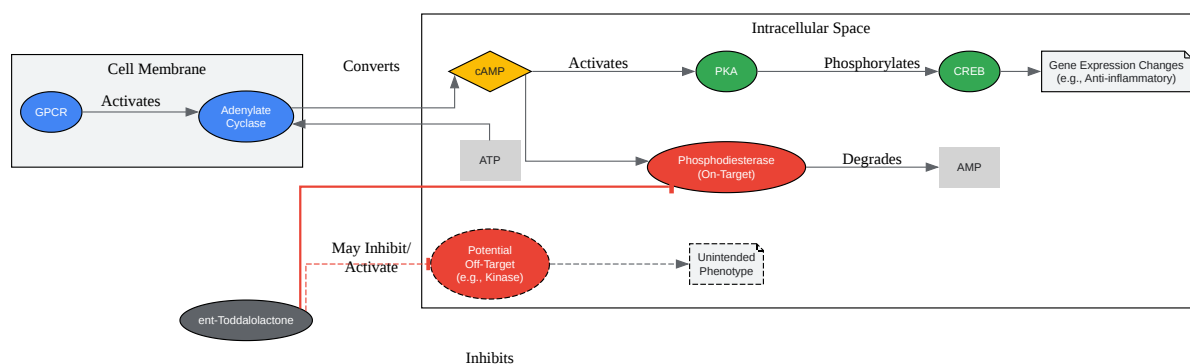 Intracellular Space
Cell Membrane
Converts
GPCR
Activates
Adenylate
Cyclase
cAMP
Activates
PKA
Phosphorylates
CREB
Gene Expression Changes
(e.g., Anti-inflammatory)
ATP
Phosphodiesterase
(On-Target)
Degrades
AMP
May Inhibit/
Activate
Potential
Off-Target
(e.g., Kinase)
Unintended
Phenotype
ent-Toddalolactone
Inhibits